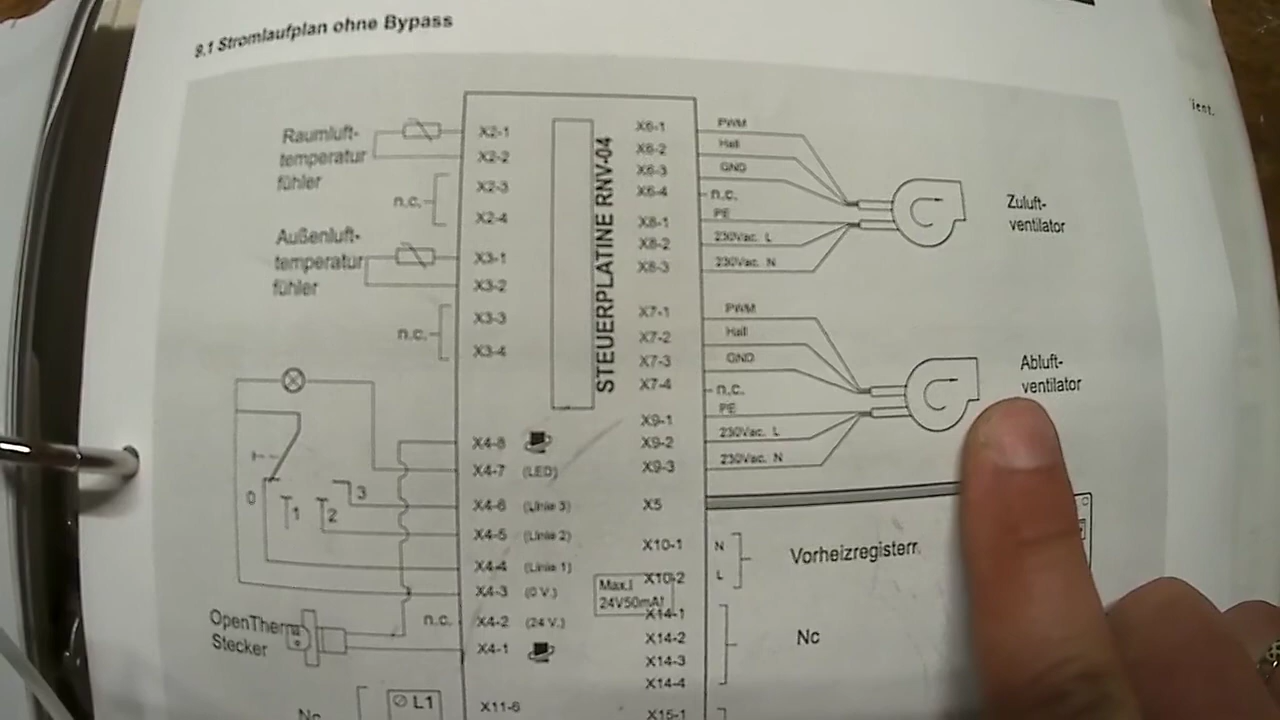 9.1 Stromlaufplan ohne Bypass
ient.
Raumluft-
temperatur
fühler
n.c.
Außenluft-
temperatur
fühler
n.c.
0
1
2
3
OpenTherm
Stecker
n.c.
Nc
L1
X2-1
X2-2
X2-3
X2-4
X3-1
X3-2
X3-3
X3-4
X4-8
X4-7 (LED)
X4-6 (Linie 3)
X4-5 (Linie 2)
X4-4 (Linie 1)
X4-3 (0 V.)
X4-2 (24 V.)
X4-1
X11-6
STEUERPLATINE RNV-04
Max.I
24V50mA!
X6-1 PWM
X6-2 Hall
X6-3 GND
X6-4 n.c.
X8-1 PE
X8-2 230Vac. L
X8-3 230Vac. N
Zuluft-
ventilator
X7-1 PWM
X7-2 Hall
X7-3 GND
X7-4 n.c.
X9-1 PE
X9-2 230Vac. L
X9-3 230Vac. N
Abluft-
ventilator
X5
X10-1 N
X10-2 L
Vorheizregisterr.
X14-1
X14-2
X14-3
X14-4
Nc
X15-1